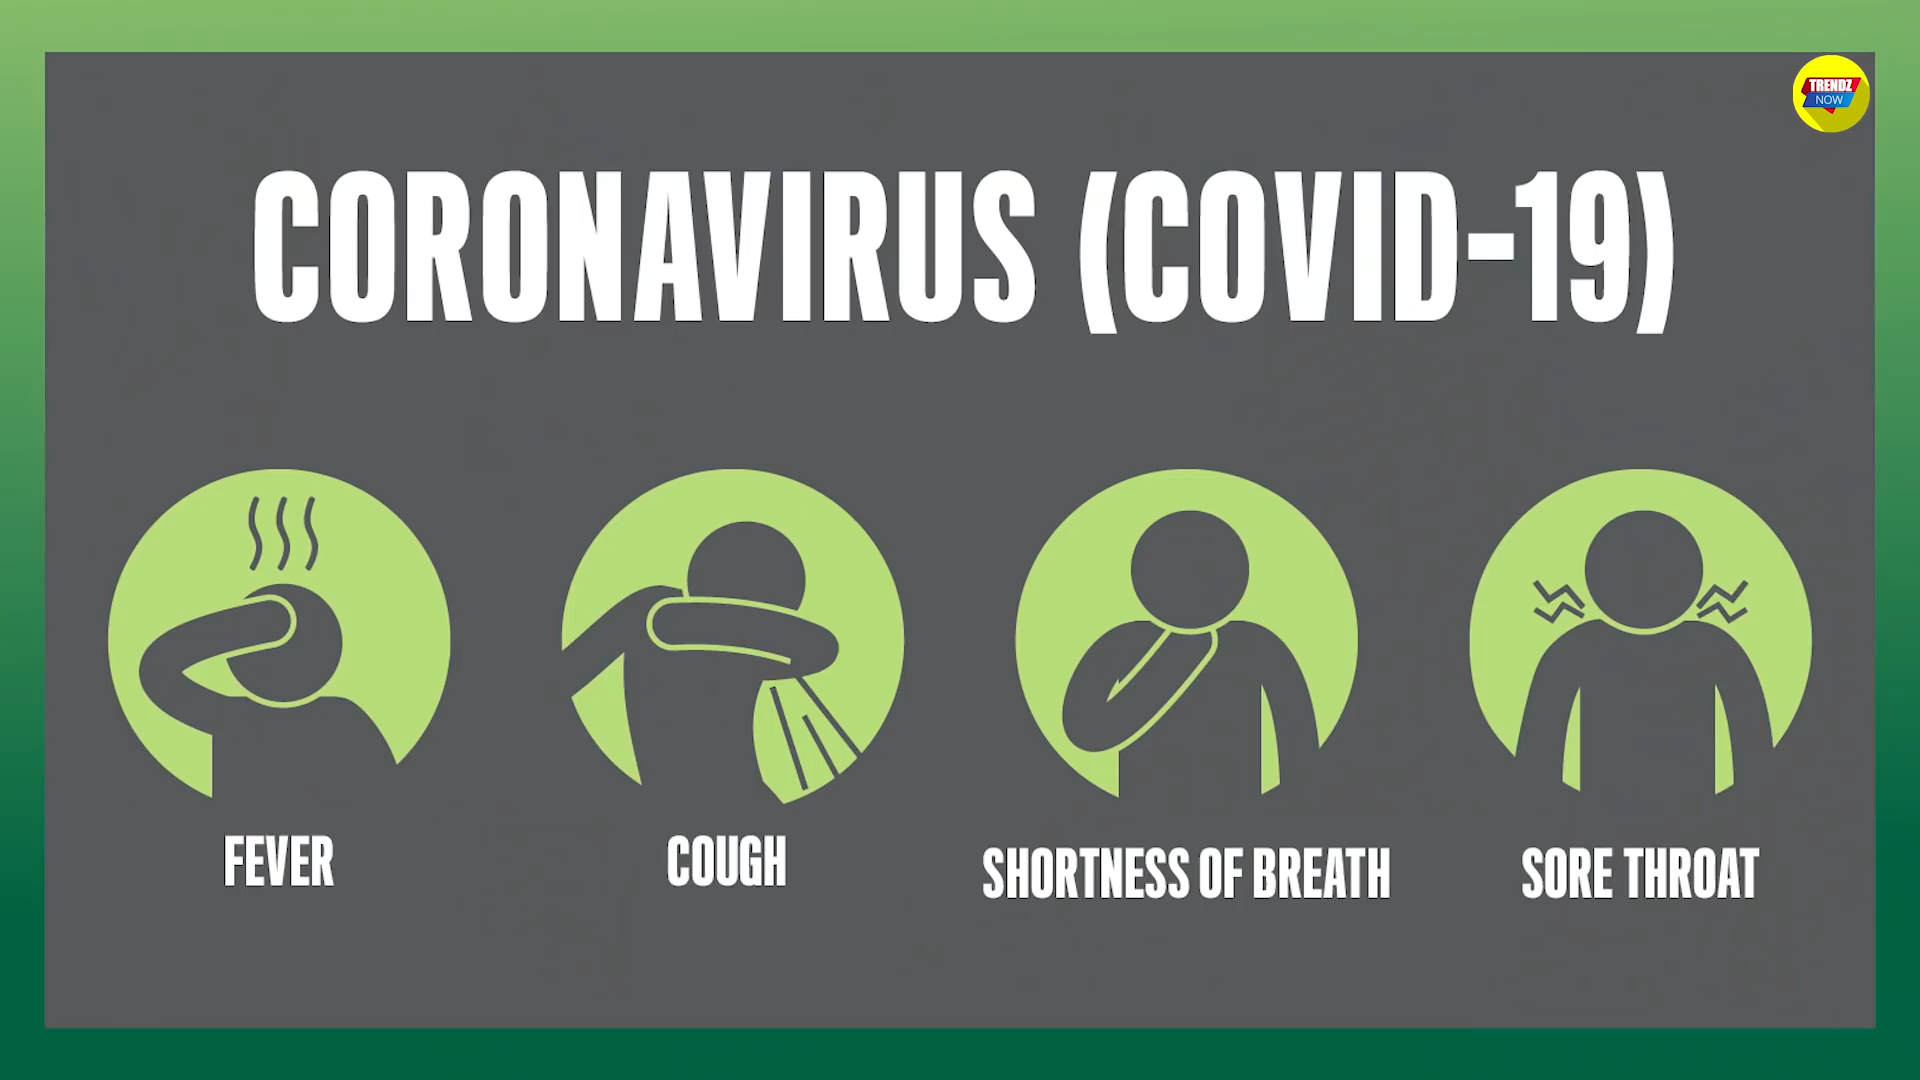 TRENDZ
NOW
CORONAVIRUS (COVID-19)
FEVER
COUGH
SHORTNESS OF BREATH
SORE THROAT